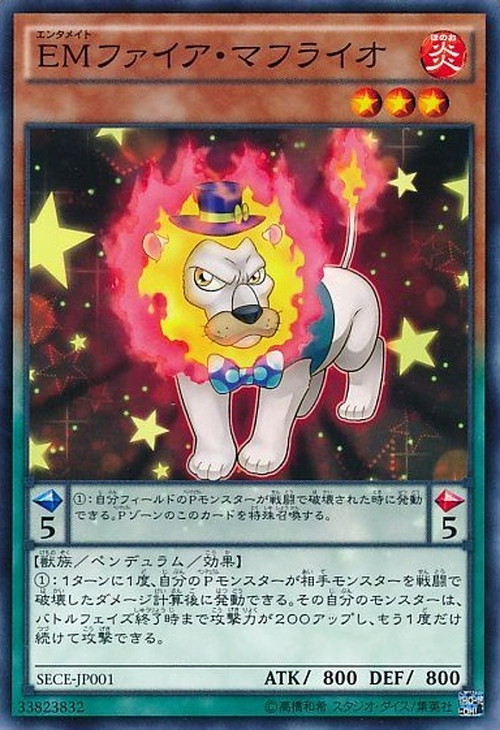 エンタメイト
EMファイア・マフライオ
ほのお
炎
①：自分フィールドのPモンスターが戦闘で破壊された時に発動
できる。Pゾーンのこのカードを特殊召喚する。
5
5
【獣族／ペンデュラム／効果】
①：1ターンに1度、自分のPモンスターが相手モンスターを戦闘で
破壊したダメージ計算後に発動できる。その自分のモンスターは、
バトルフェイズ終了時まで攻撃力が200アップし、もう1度だけ
続けて攻撃できる。
SECE-JP001
ATK/ 800 DEF/ 800
33823832
©高橋和希 スタジオ・ダイス/集英社